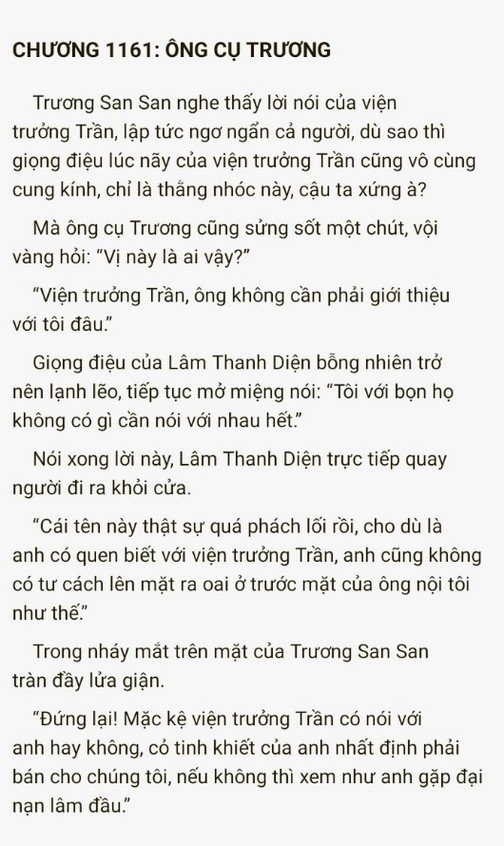 CHƯƠNG 1161: ÔNG CỤ TRƯƠNG
Trương San San nghe thấy lời nói của viện
trưởng Trần, lập tức ngơ ngẩn cả người, dù sao thì
giọng điệu lúc nãy của viện trưởng Trần cũng vô cùng
cung kính, chỉ là thằng nhóc này, cậu ta xứng à?
Mà ông cụ Trương cũng sửng sốt một chút, vội
vàng hỏi: “Vị này là ai vậy?”
“Viện trưởng Trần, ông không cần phải giới thiệu
với tôi đâu.”
Giọng điệu của Lâm Thanh Diện bỗng nhiên trở
nên lạnh lẽo, tiếp tục mở miệng nói: “Tôi với bọn họ
không có gì cần nói với nhau hết.”
Nói xong lời này, Lâm Thanh Diện trực tiếp quay
người đi ra khỏi cửa.
“Cái tên này thật sự quá phách lối rồi, cho dù là
anh có quen biết với viện trưởng Trần, anh cũng không
có tư cách lên mặt ra oai ở trước mặt của ông nội tôi
như thế.”
Trong nháy mắt trên mặt của Trương San San
tràn đầy lửa giận.
“Đứng lại! Mặc kệ viện trưởng Trần có nói với
anh hay không, cỏ tinh khiết của anh nhất định phải
bán cho chúng tôi, nếu không thì xem như anh gặp đại
nạn lâm đầu.”